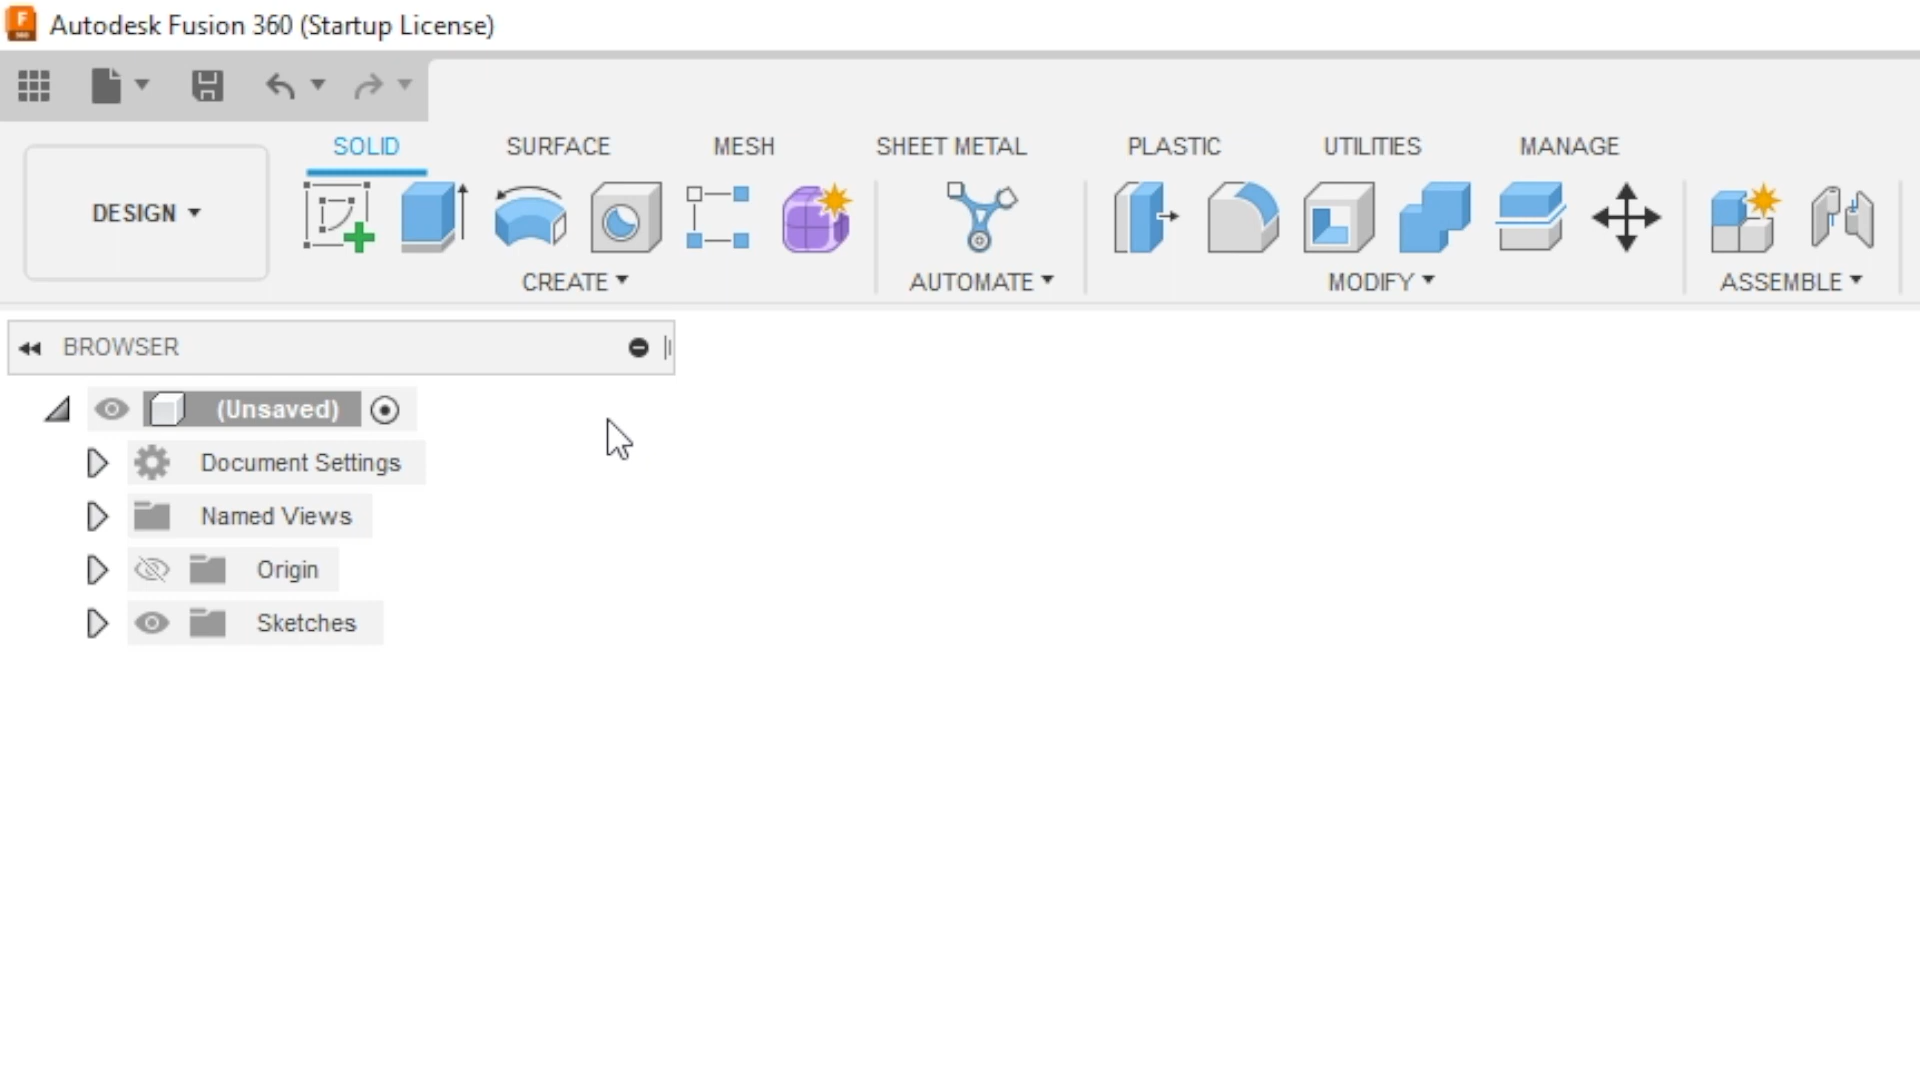 Autodesk Fusion 360 (Startup License)
SOLID SURFACE MESH SHEET METAL PLASTIC UTILITIES MANAGE
DESIGN
CREATE AUTOMATE MODIFY ASSEMBLE
BROWSER
(Unsaved)
Document Settings
Named Views
Origin
Sketches